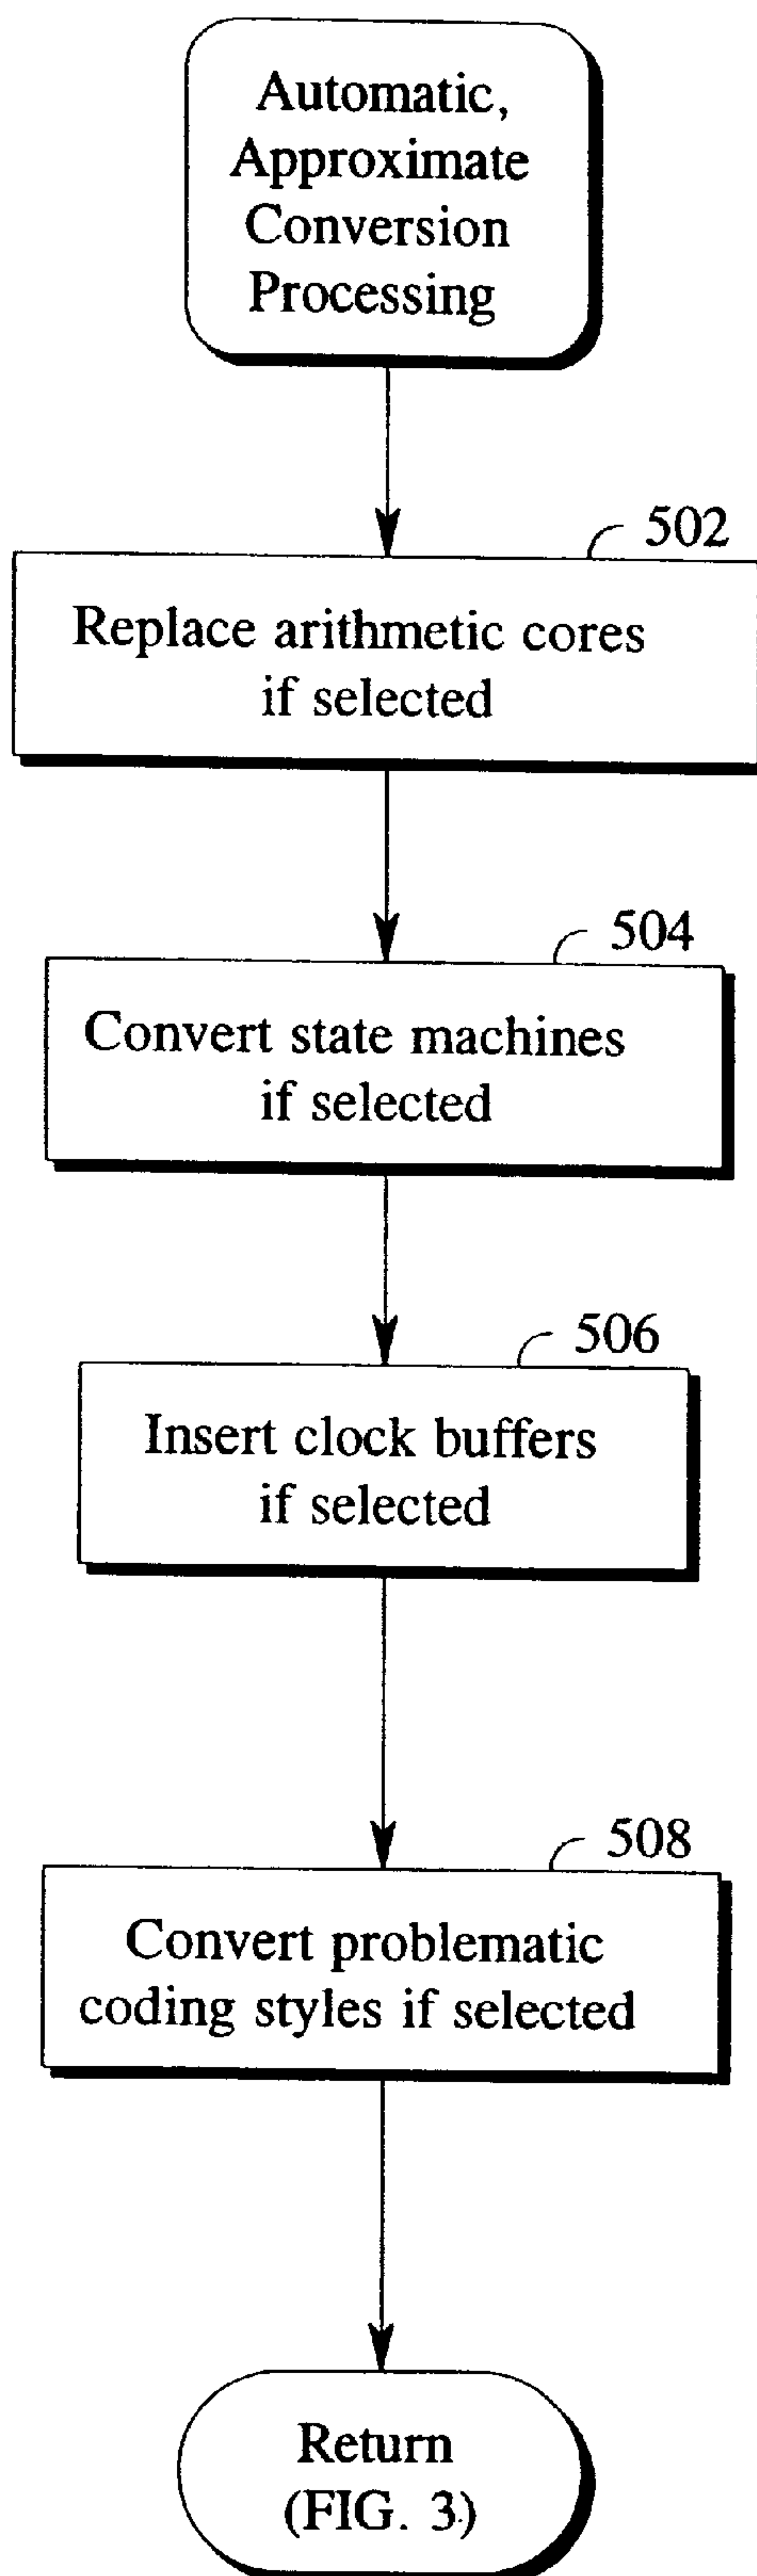 Automatic,
Approximate
Conversion
Processing
502
Replace arithmetic cores
if selected
504
Convert state machines
if selected
506
Insert clock buffers
if selected
508
Convert problematic
coding styles if selected
Return
(FIG. 3)